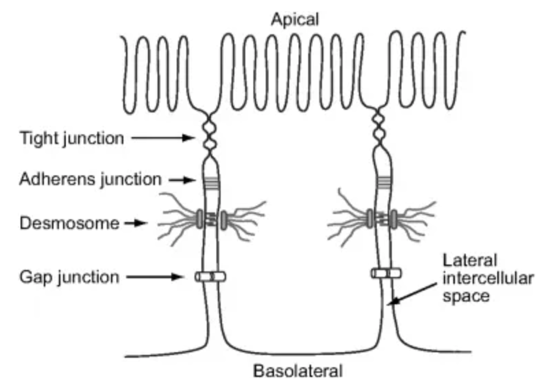 Apical
Tight junction
Adherens junction
Desmosome
Gap junction
Lateral
intercellular
space
Basolateral